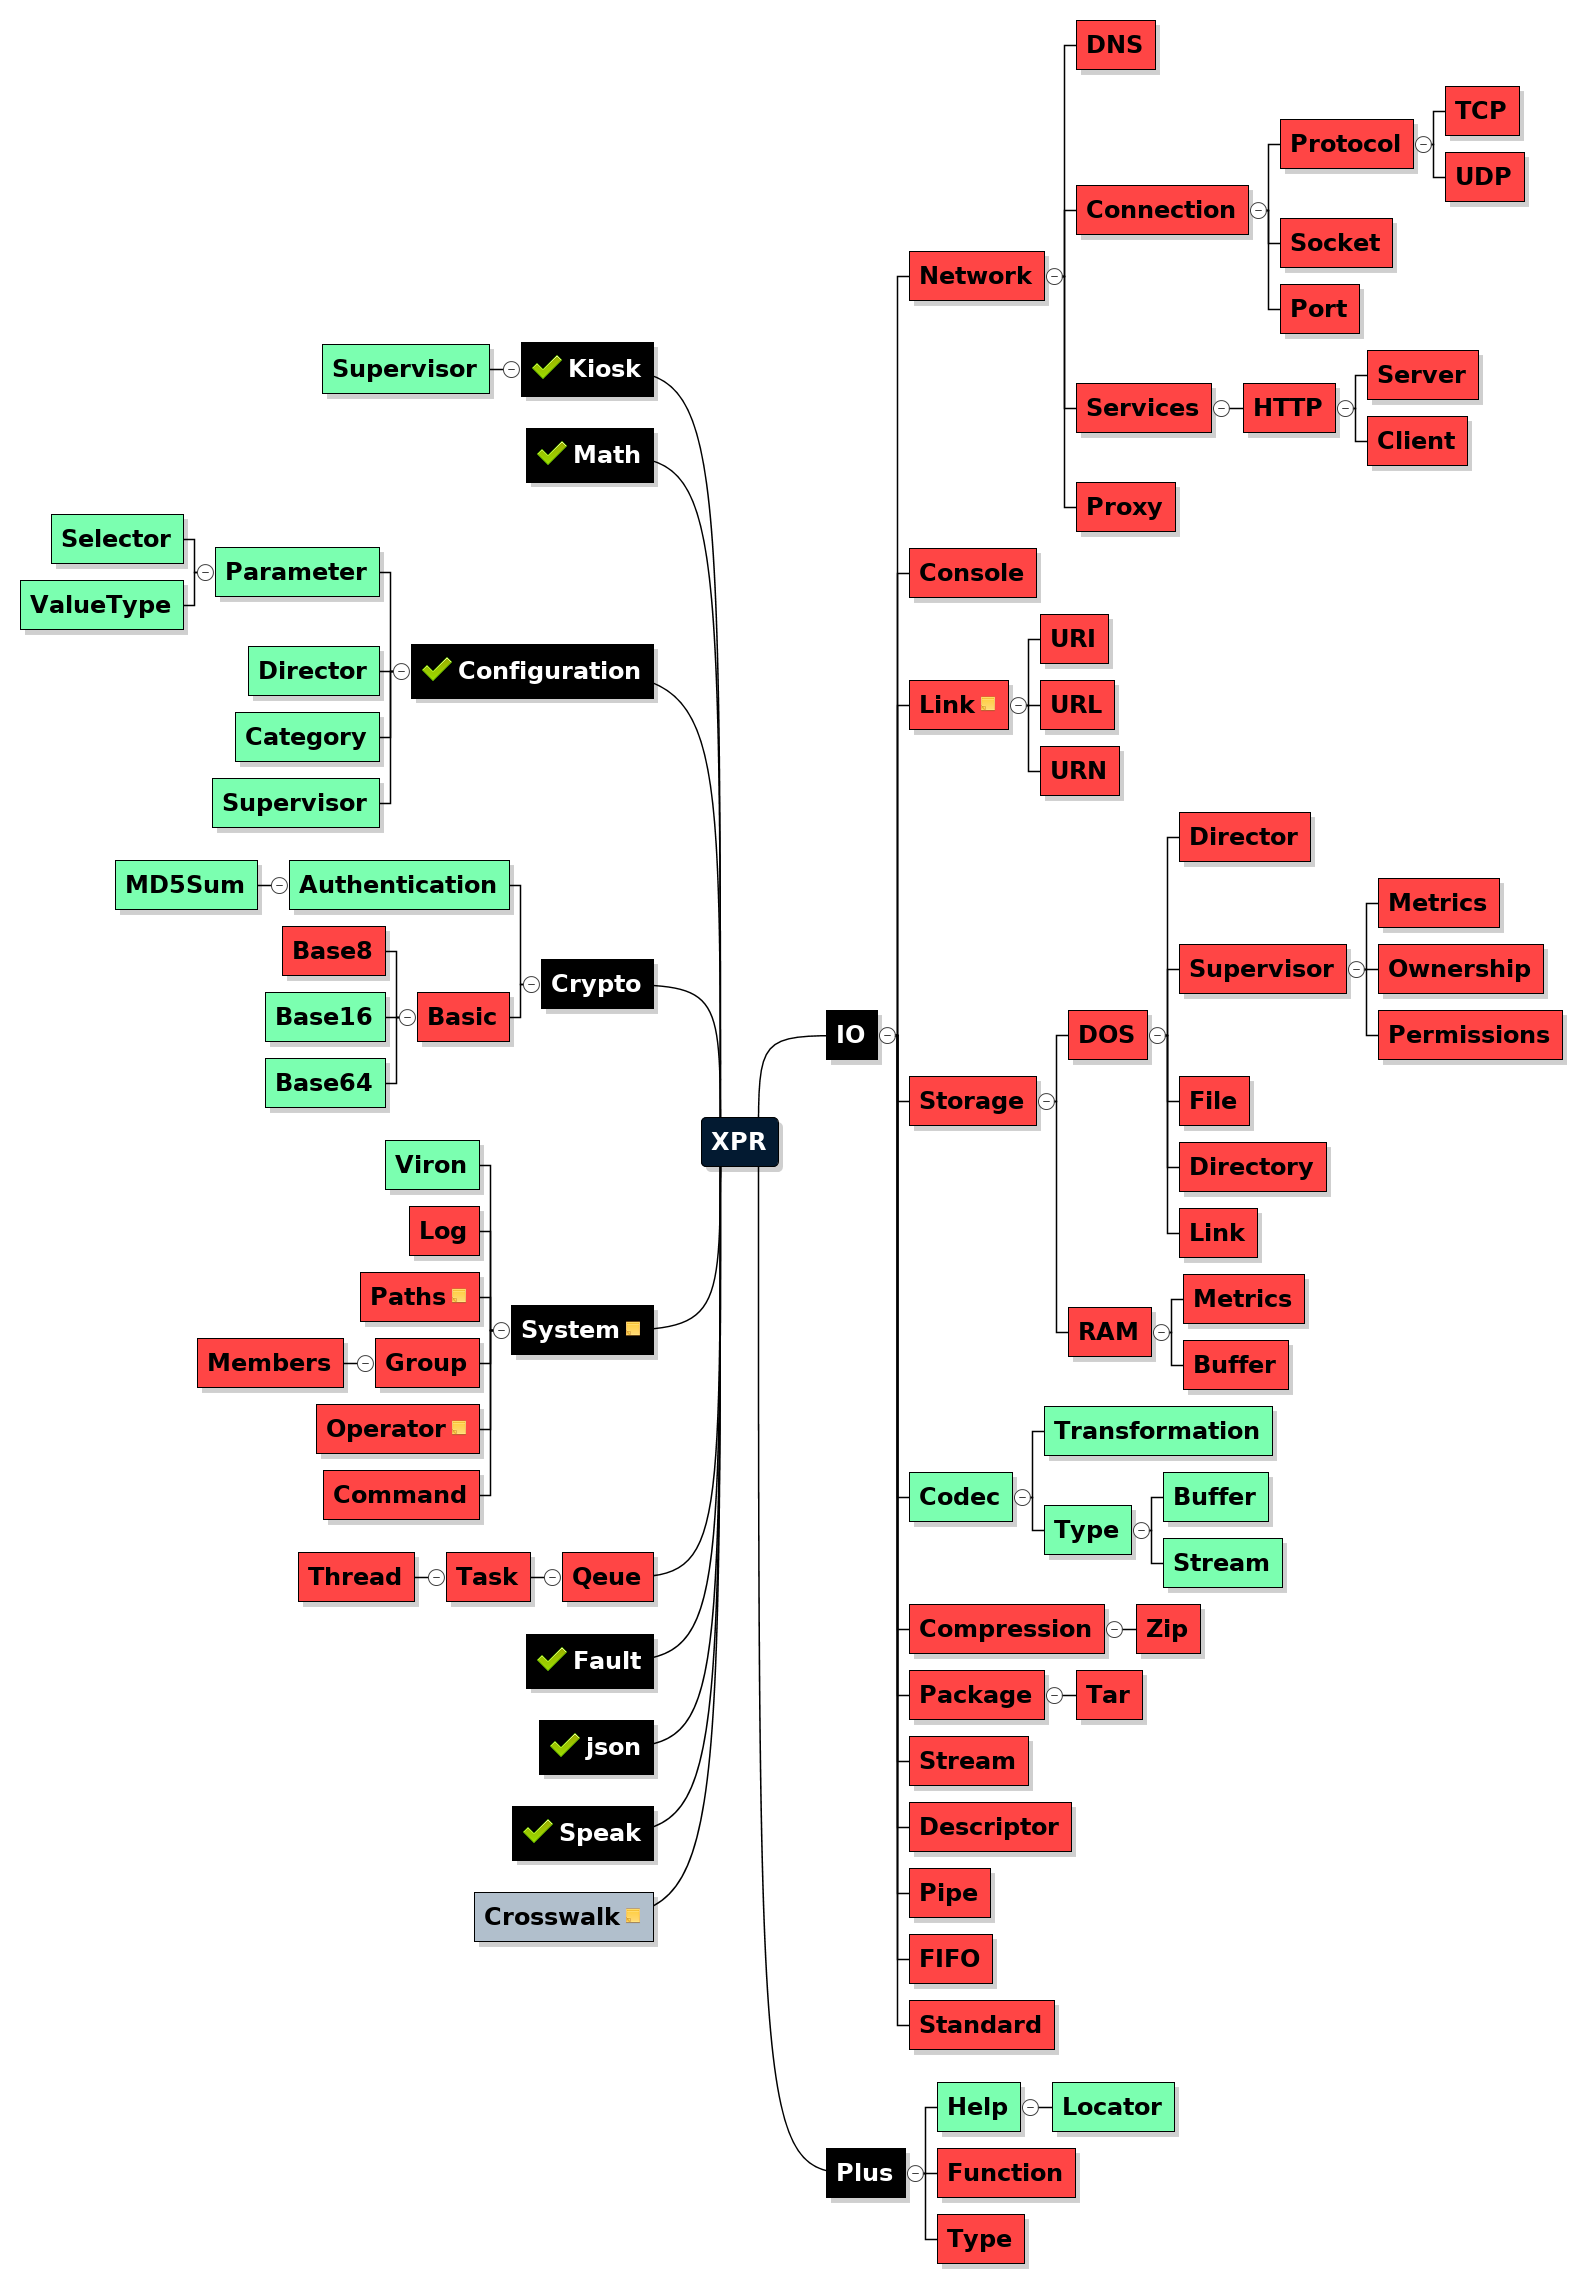 XPR
Kiosk
Supervisor
Math
Configuration
Parameter
Selector
ValueType
Director
Category
Supervisor
Crypto
Authentication
MD5Sum
Basic
Base8
Base16
Base64
System
Viron
Log
Paths
Group
Members
Operator
Command
Qeue
Task
Thread
Fault
json
Speak
Crosswalk
IO
Network
DNS
Connection
Protocol
TCP
UDP
Socket
Port
Services
HTTP
Server
Client
Proxy
Console
Link
URI
URL
URN
Storage
DOS
Director
Supervisor
Metrics
Ownership
Permissions
File
Directory
Link
RAM
Metrics
Buffer
Codec
Transformation
Type
Buffer
Stream
Compression
Zip
Package
Tar
Stream
Descriptor
Pipe
FIFO
Standard
Plus
Help
Locator
Function
Type